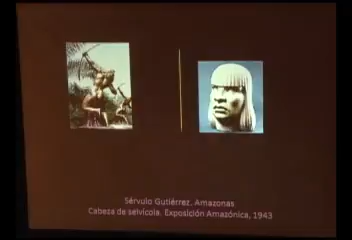 Sérvulo Gutiérrez. Amazonas
Cabeza de selvícola. Exposición Amazónica, 1943